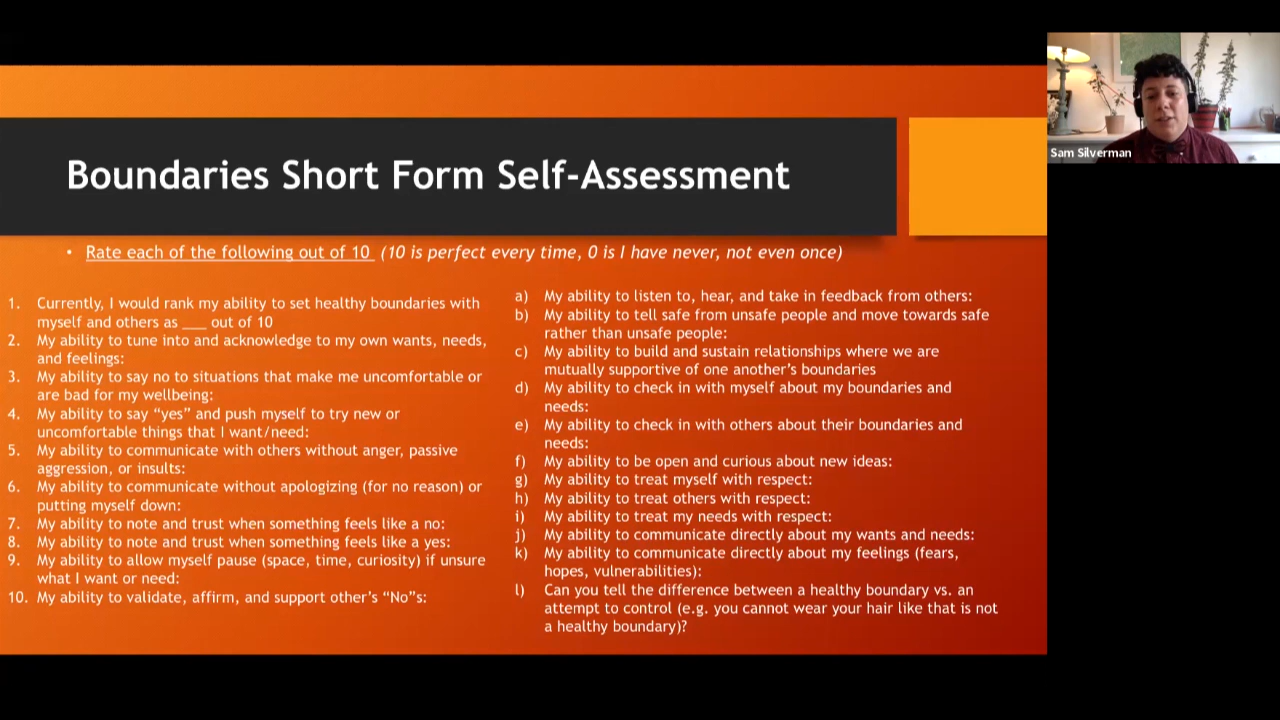 Boundaries Short Form Self-Assessment
• Rate each of the following out of 10 (10 is perfect every time, 0 is I have never, not even once)
1. Currently, I would rank my ability to set healthy boundaries with
myself and others as ___ out of 10
2. My ability to tune into and acknowledge to my own wants, needs,
and feelings:
3. My ability to say no to situations that make me uncomfortable or
are bad for my wellbeing:
4. My ability to say “yes” and push myself to try new or
uncomfortable things that I want/need:
5. My ability to communicate with others without anger, passive
aggression, or insults:
6. My ability to communicate without apologizing (for no reason) or
putting myself down:
7. My ability to note and trust when something feels like a no:
8. My ability to note and trust when something feels like a yes:
9. My ability to allow myself pause (space, time, curiosity) if unsure
what I want or need:
10. My ability to validate, affirm, and support other’s “No”s:
a) My ability to listen to, hear, and take in feedback from others:
b) My ability to tell safe from unsafe people and move towards safe
rather than unsafe people:
c) My ability to build and sustain relationships where we are
mutually supportive of one another’s boundaries
d) My ability to check in with myself about my boundaries and
needs:
e) My ability to check in with others about their boundaries and
needs:
f) My ability to be open and curious about new ideas:
g) My ability to treat myself with respect:
h) My ability to treat others with respect:
i) My ability to treat my needs with respect:
j) My ability to communicate directly about my wants and needs:
k) My ability to communicate directly about my feelings (fears,
hopes, vulnerabilities):
l) Can you tell the difference between a healthy boundary vs. an
attempt to control (e.g. you cannot wear your hair like that is not
a healthy boundary)?
Sam Silverman